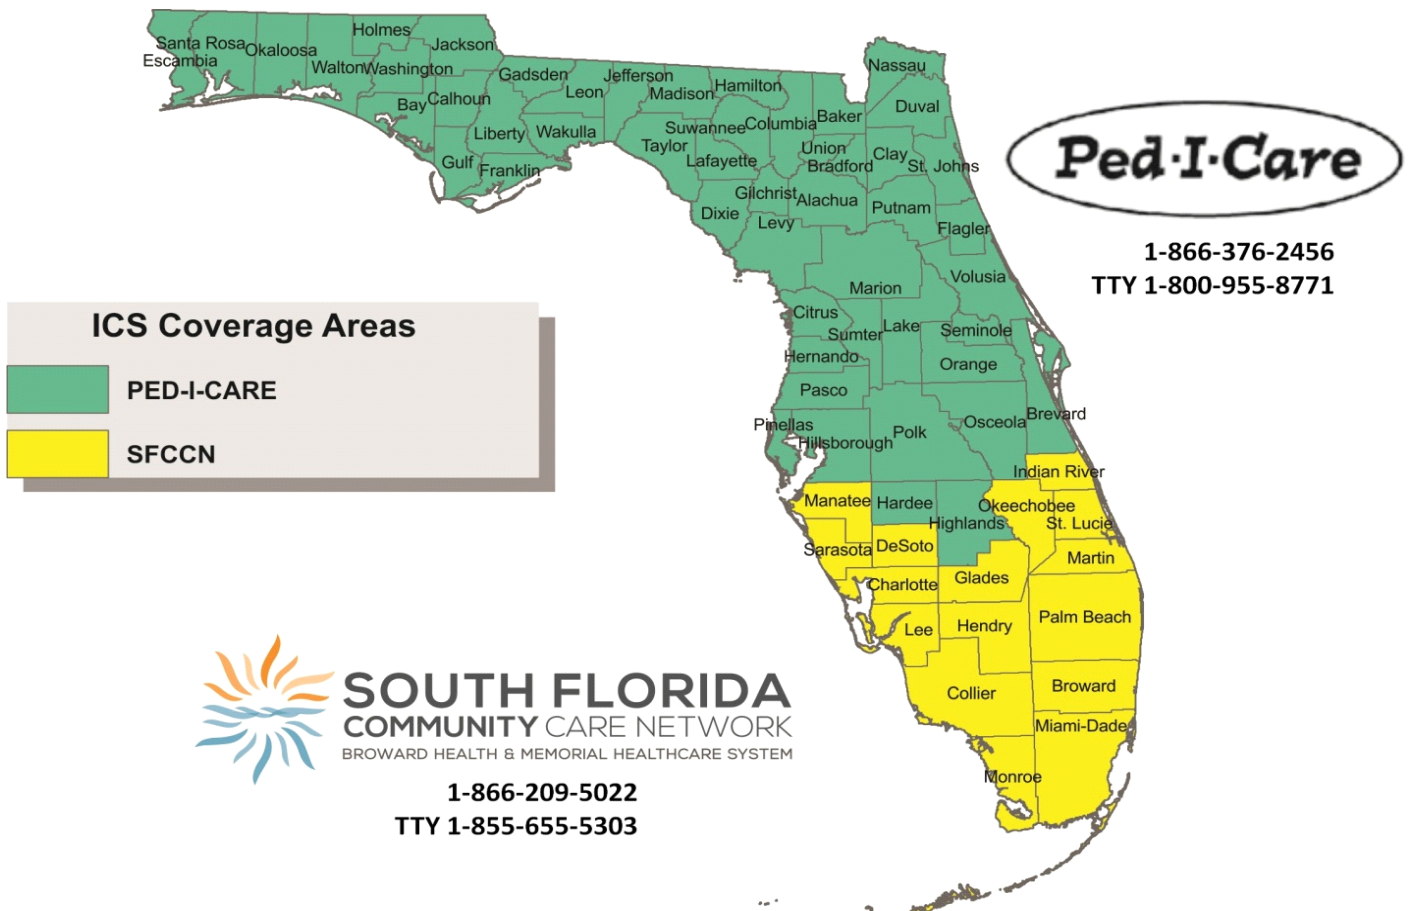 Holmes
Santa Rosa
Okaloosa
Jackson
Escambia
Walton
Washington
Gadsden
Jefferson
Leon
Madison
Hamilton
Nassau
Bay
Calhoun
Duval
Liberty
Wakulla
Suwannee
Columbia
Baker
Taylor
Union
Gulf
Franklin
Lafayette
Bradford
Clay
St. Johns
Gilchrist
Alachua
Dixie
Putnam
Levy
Flagler
Volusia
Marion
Citrus
Sumter
Lake
Seminole
Hernando
Orange
Pasco
Pinellas
Hillsborough
Polk
Osceola
Brevard
Indian River
Manatee
Hardee
Okeechobee
Highlands
St. Lucie
Sarasota
DeSoto
Martin
Charlotte
Glades
Palm Beach
Lee
Hendry
Collier
Broward
Miami-Dade
Monroe
Ped·I·Care
1-866-376-2456
TTY 1-800-955-8771
ICS Coverage Areas
PED-I-CARE
SFCCN
SOUTH FLORIDA
COMMUNITY CARE NETWORK
BROWARD HEALTH & MEMORIAL HEALTHCARE SYSTEM
1-866-209-5022
TTY 1-855-655-5303